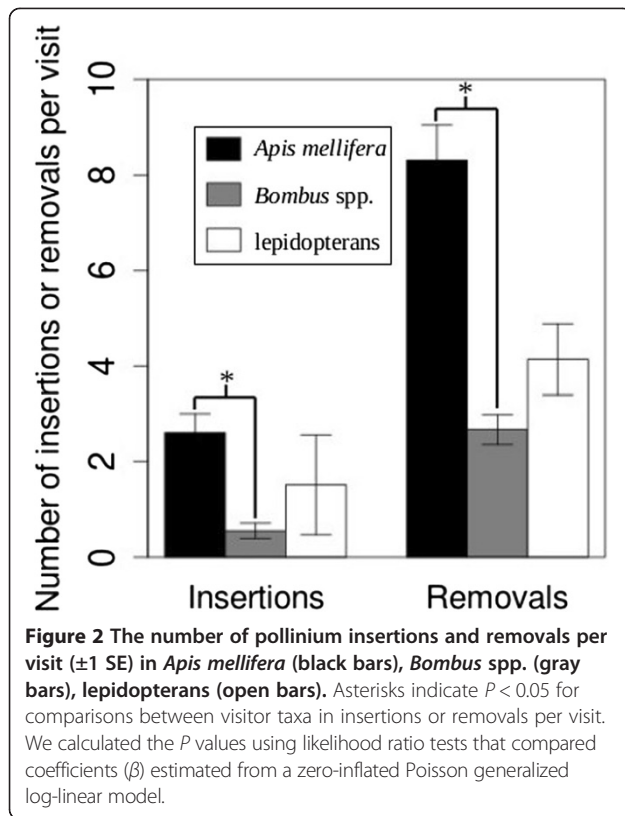 Number of insertions or removals per visit
10
8
6
4
2
0
Apis mellifera
Bombus spp.
lepidopterans
*
*
Insertions Removals
Figure 2 The number of pollinium insertions and removals per
visit (±1 SE) in Apis mellifera (black bars), Bombus spp. (gray
bars), lepidopterans (open bars). Asterisks indicate P < 0.05 for
comparisons between visitor taxa in insertions or removals per visit.
We calculated the P values using likelihood ratio tests that compared
coefficients (β) estimated from a zero-inflated Poisson generalized
log-linear model.